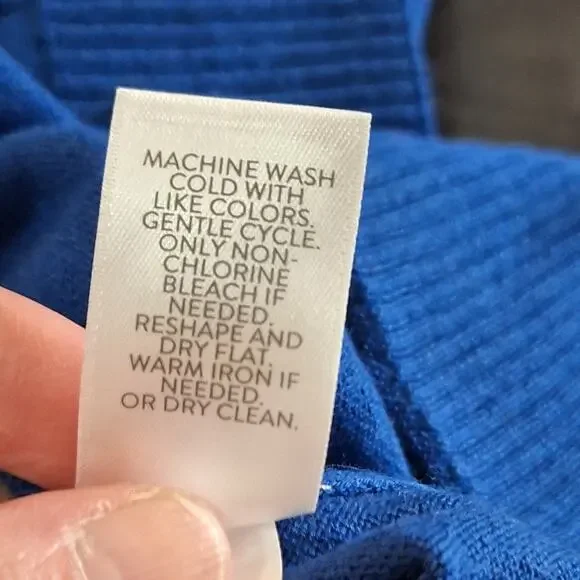 MACHINE WASH
COLD WITH
LIKE COLORS.
GENTLE CYCLE.
ONLY NON-
CHLORINE
BLEACH IF
NEEDED.
RESHAPE AND
DRY FLAT.
WARM IRON IF
NEEDED.
OR DRY CLEAN.